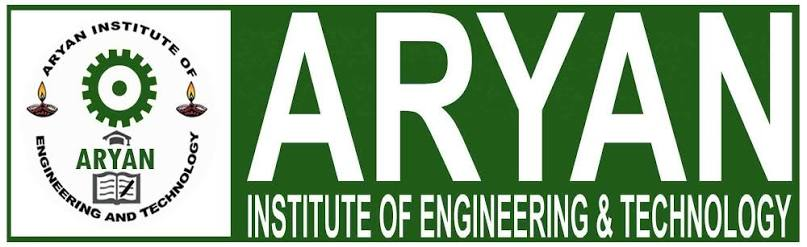 ARYAN INSTITUTE OF
ENGINEERING AND TECHNOLOGY
ARYAN
ARYAN
INSTITUTE OF ENGINEERING & TECHNOLOGY